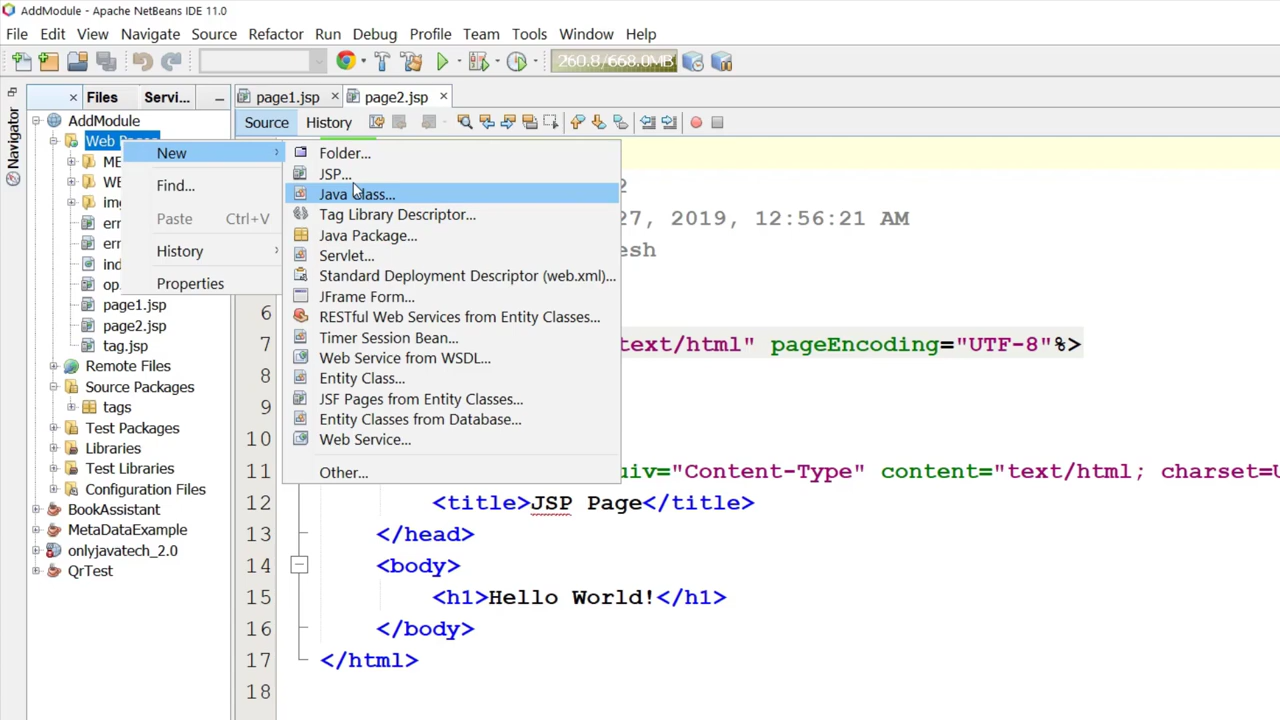 AddModule - Apache NetBeans IDE 11.0
File Edit View Navigate Source Refactor Run Debug Profile Team Tools Window Help
260.8/668.0MB
Files Servi...
page1.jsp
page2.jsp
Navigator
Source History
AddModule
Web Pages
ME
WE
img
err
err
ind
op
page1.jsp
page2.jsp
tag.jsp
Remote Files
Source Packages
tags
Test Packages
Libraries
Test Libraries
Configuration Files
BookAssistant
MetaDataExample
onlyjavatech_2.0
QrTest
New
Find...
Paste Ctrl+V
History
Properties
Folder...
JSP...
Java Class...
Tag Library Descriptor...
Java Package...
Servlet...
Standard Deployment Descriptor (web.xml)...
JFrame Form...
RESTful Web Services from Entity Classes...
Timer Session Bean...
Web Service from WSDL...
Entity Class...
JSF Pages from Entity Classes...
Entity Classes from Database...
Web Service...
Other...
2
27, 2019, 12:56:21 AM
esh
6
7 text/html" pageEncoding="UTF-8"%>
8
9
10
11 uiv="Content-Type" content="text/html; charset=U
12 <title>JSP Page</title>
13 </head>
14 <body>
15 <h1>Hello World!</h1>
16 </body>
17 </html>
18